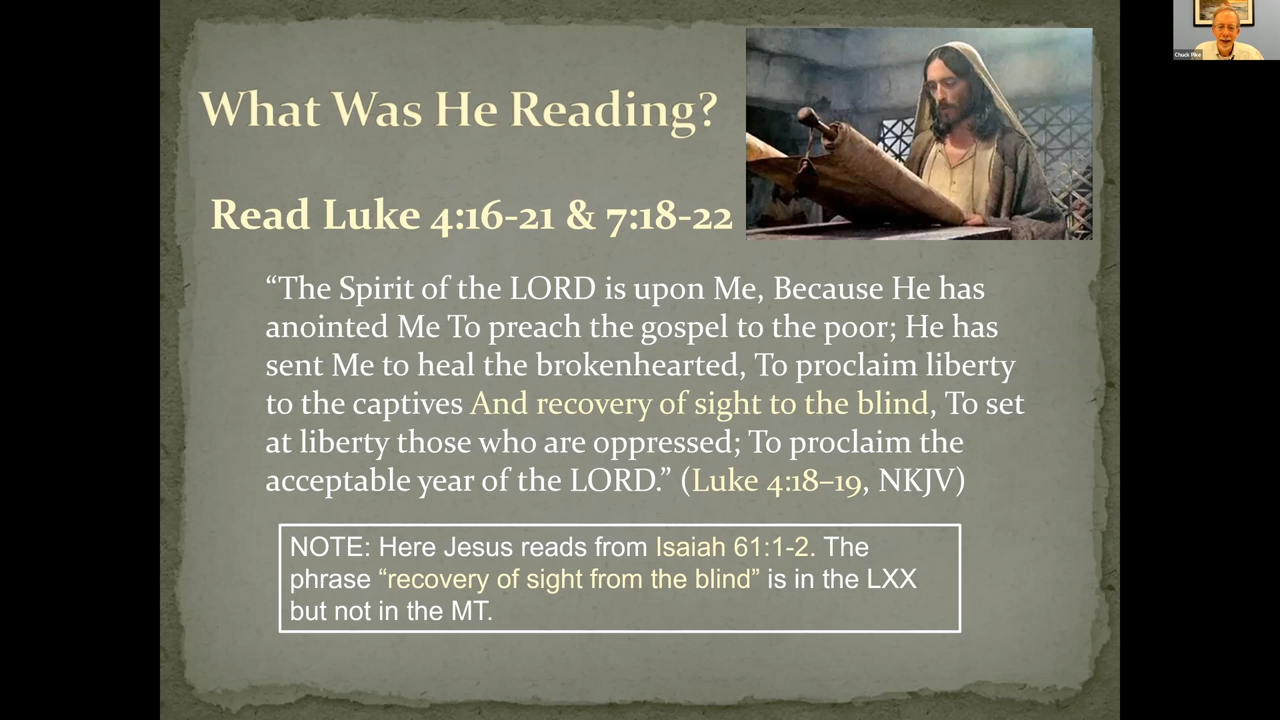 What Was He Reading?
Read Luke 4:16-21 & 7:18-22
“The Spirit of the LORD is upon Me, Because He has
anointed Me To preach the gospel to the poor; He has
sent Me to heal the brokenhearted, To proclaim liberty
to the captives And recovery of sight to the blind, To set
at liberty those who are oppressed; To proclaim the
acceptable year of the LORD.” (Luke 4:18–19, NKJV)
NOTE: Here Jesus reads from Isaiah 61:1-2. The
phrase “recovery of sight from the blind” is in the LXX
but not in the MT.
Chuck Pike